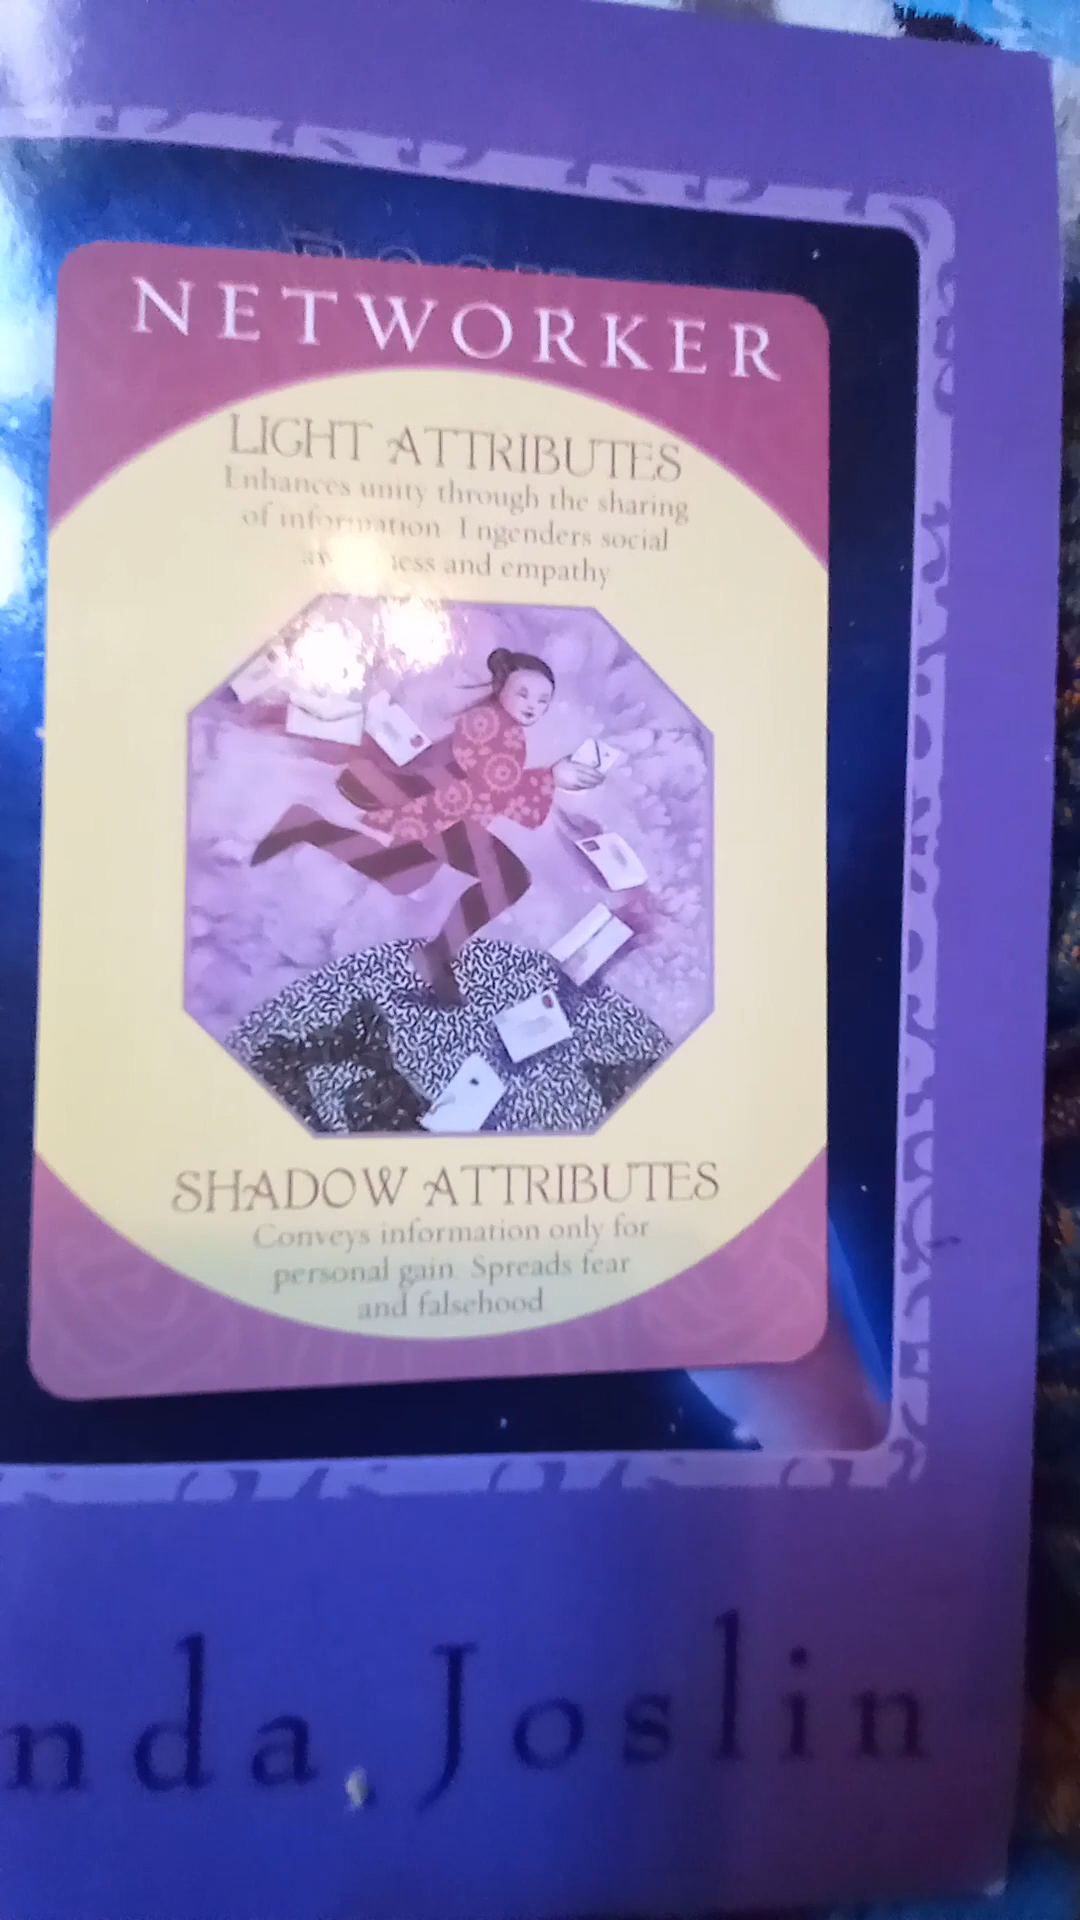 NETWORKER
LIGHT ATTRIBUTES
Enhances unity through the sharing
of information Engenders social
and empathy
SHADOW ATTRIBUTES
Conveys information only for
personal gain. Spreads fear
and falsehood
nda Joslin